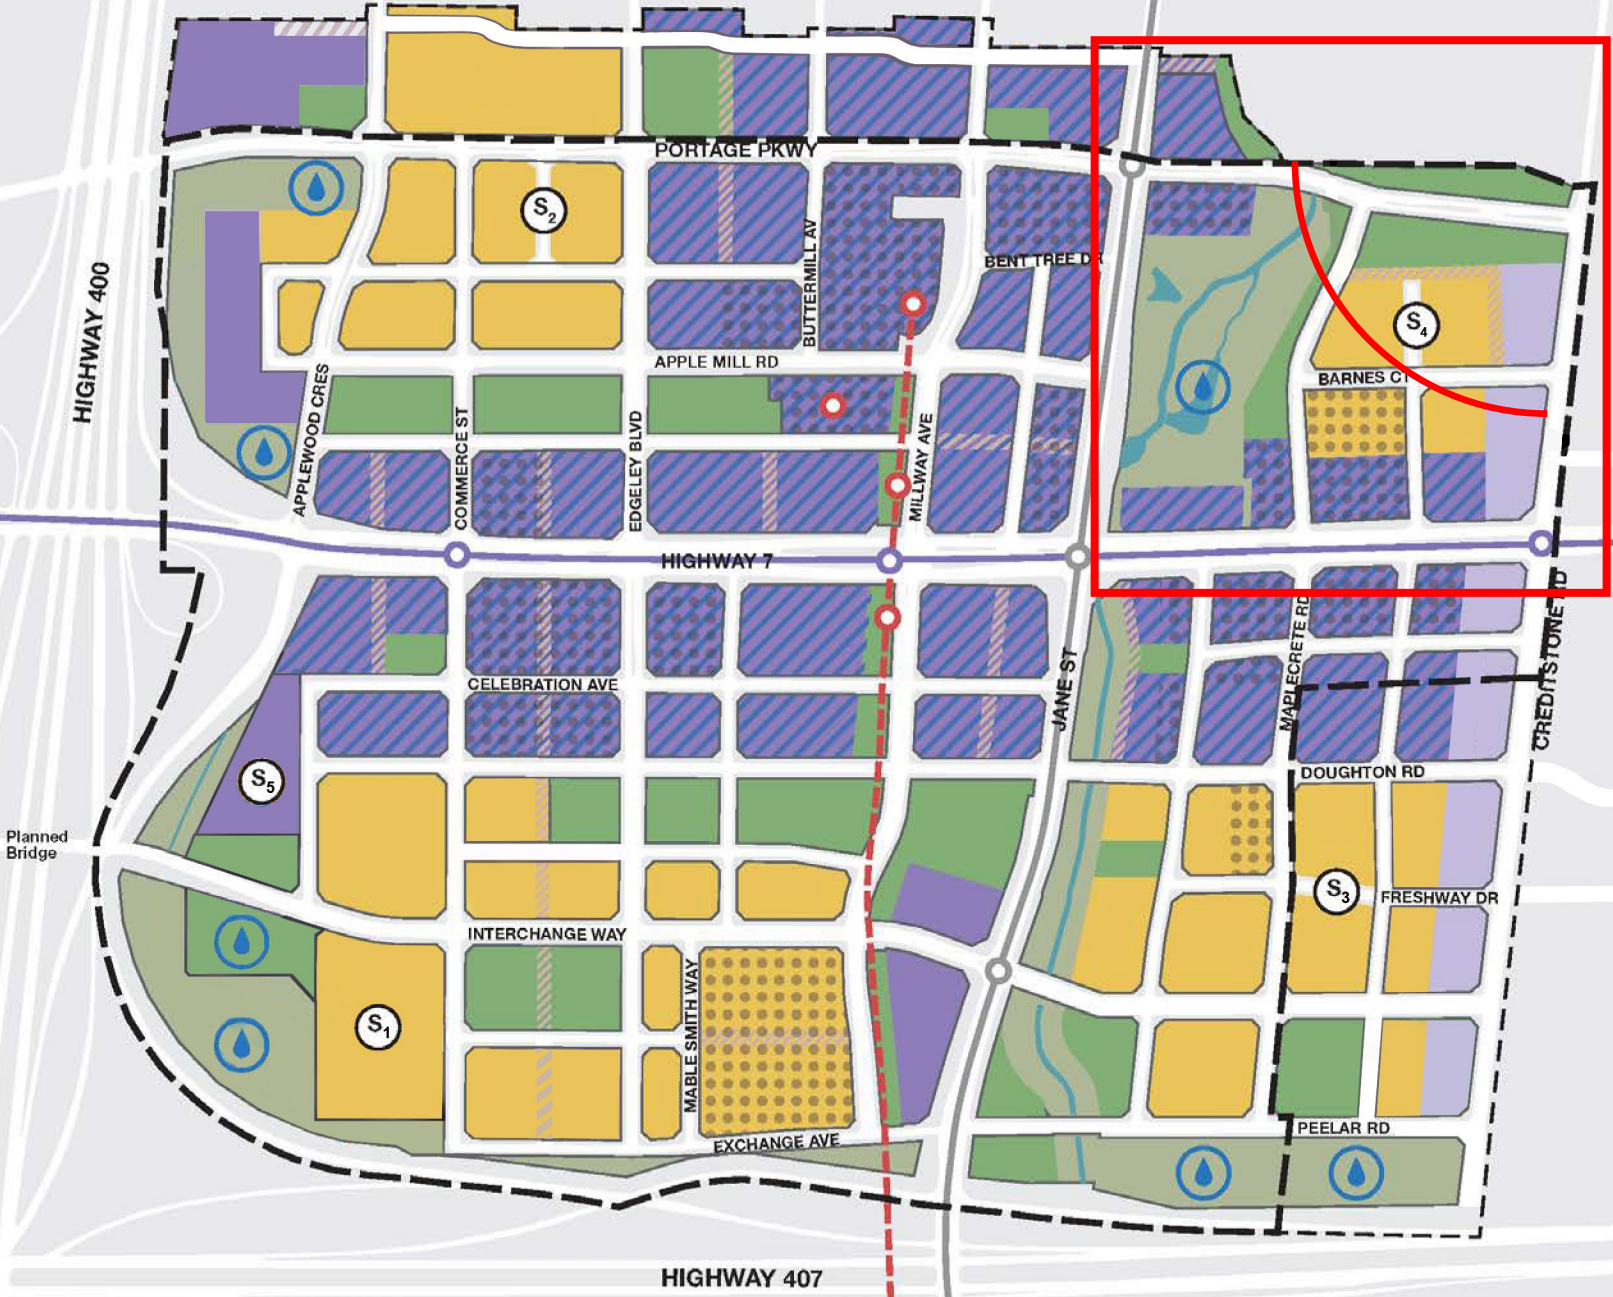 PORTAGE PKWY
S2
BUTTERMILL AV
BENT TREE DR
HIGHWAY 400
S4
APPLE MILL RD
BARNES CT
APPLEWOOD CRES
COMMERCE ST
EDGELEY BLVD
MILLWAY AVE
HIGHWAY 7
CREDITSTONE RD
MAPLECRETE RD
JANE ST
CELEBRATION AVE
S5
DOUGHTON RD
Planned
Bridge
S3
FRESHWAY DR
INTERCHANGE WAY
MABLE SMITH WAY
S1
EXCHANGE AVE
PEELAR RD
HIGHWAY 407